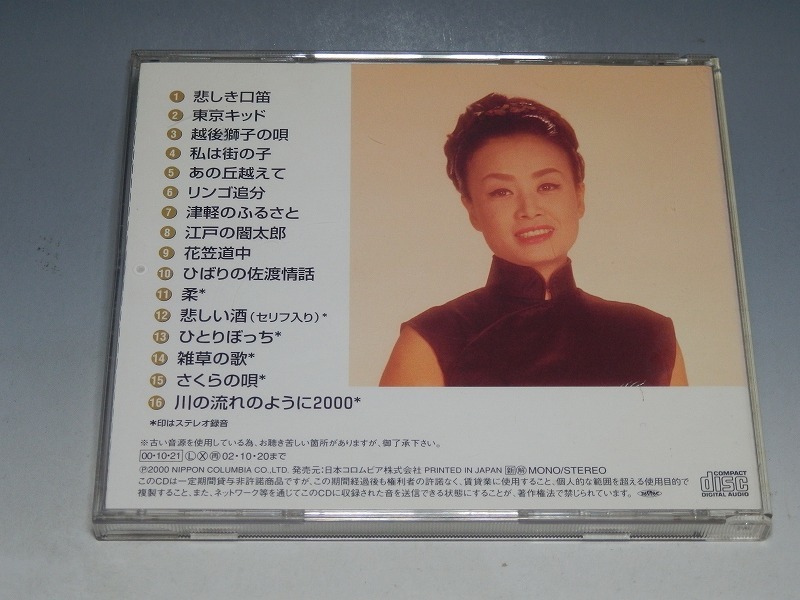 1 悲しき口笛
2 東京キッド
3 越後獅子の唄
4 私は街の子
5 あの丘越えて
6 リンゴ追分
7 津軽のふるさと
8 江戸の闇太郎
9 花笠道中
10 ひばりの佐渡情話
11 柔*
12 悲しい酒(セリフ入り)*
13 ひとりぼっち*
14 雑草の歌*
15 さくらの唄*
16 川の流れのように2000*
*印はステレオ録音
※古い音源を使用している為、お聴き苦しい箇所がありますが、御了承下さい。
00・10・21 Ⓛ Ⓧ 02・10・20まで
Ⓟ2000 NIPPON COLUMBIA CO.,LTD. 発売元:日本コロムビア株式会社 PRINTED IN JAPAN MONO/STEREO
このCDは一定期間貸与非許諾商品ですが、この期間経過後も権利者の許諾なく、賃貸業に使用すること、個人的な範囲を超える使用目的で
複製すること、また、ネットワーク等を通じてこのCDに収録された音を送信できる状態にすることが、著作権法で禁じられています。
COMPACT
disc
DIGITAL AUDIO